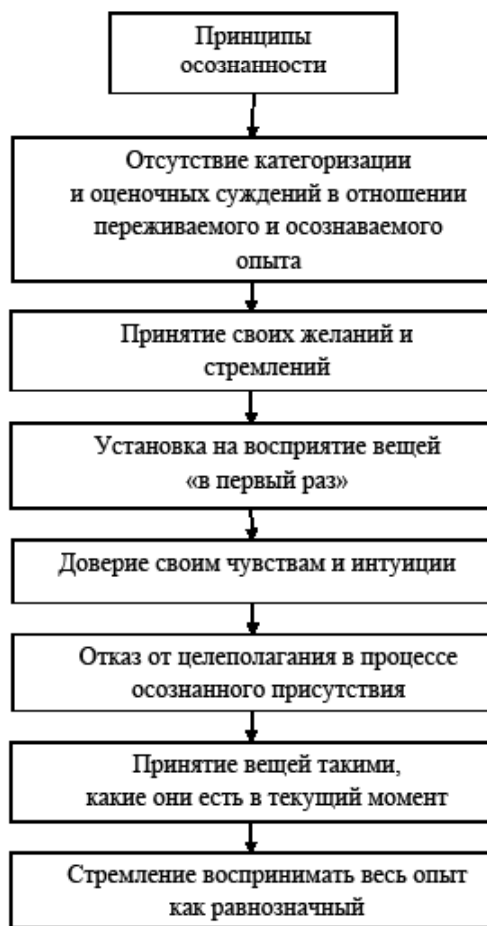 Принципы
осознанности
Отсутствие категоризации
и оценочных суждений в отношении
переживаемого и осознаваемого
опыта
Принятие своих желаний и
стремлений
Установка на восприятие вещей
«в первый раз»
Доверие своим чувствам и интуиции
Отказ от целеполагания в процессе
осознанного присутствия
Принятие вещей такими,
какие они есть в текущий момент
Стремление воспринимать весь опыт
как равнозначный